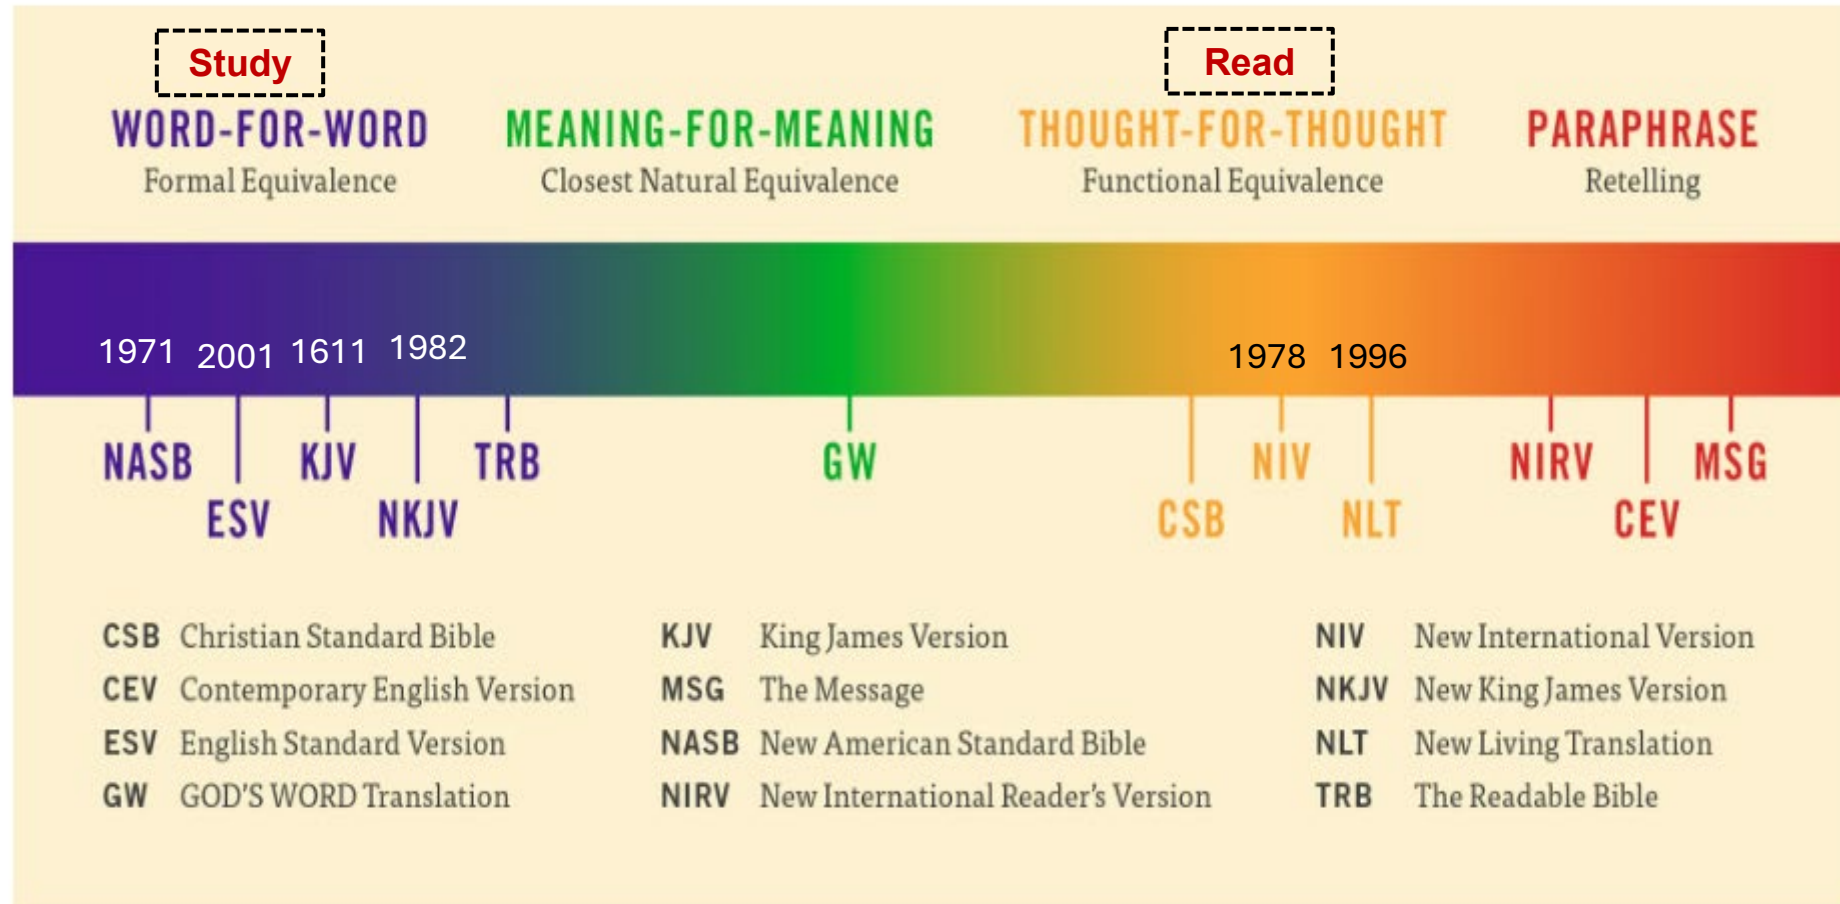 Study
Read
WORD-FOR-WORD MEANING-FOR-MEANING THOUGHT-FOR-THOUGHT PARAPHRASE
Formal Equivalence Closest Natural Equivalence Functional Equivalence Retelling
1971 2001 1611 1982 1978 1996
NASB KJV TRB GW NIV NIRV MSG
ESV NKJV CSB NLT CEV
CSB Christian Standard Bible
CEV Contemporary English Version
ESV English Standard Version
GW GOD'S WORD Translation
KJV King James Version
MSG The Message
NASB New American Standard Bible
NIRV New International Reader's Version
NIV New International Version
NKJV New King James Version
NLT New Living Translation
TRB The Readable Bible